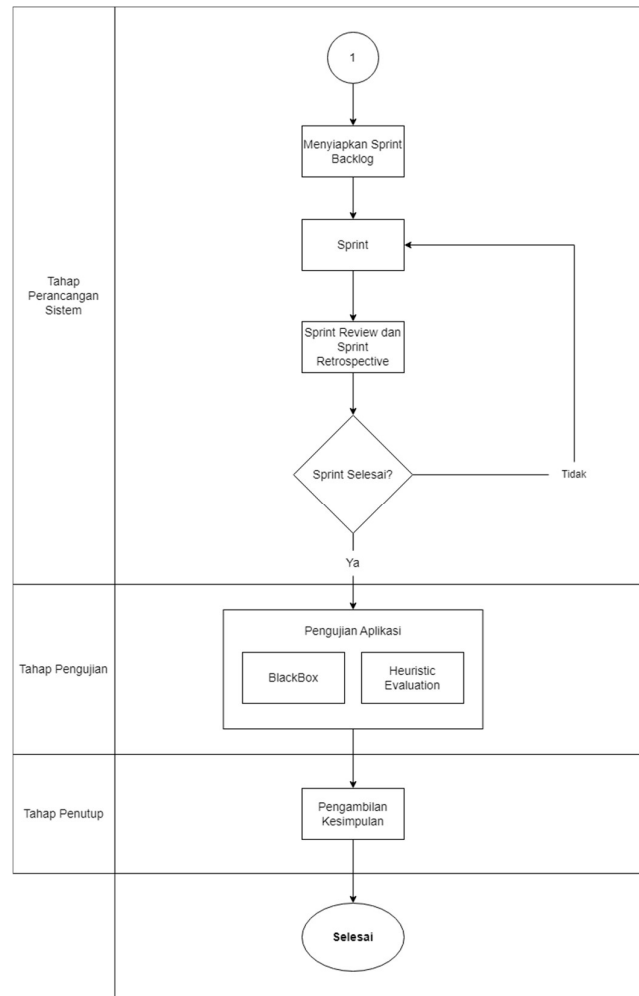 1
Menyiapkan Sprint
Backlog
Sprint
Tahap
Perancangan
Sistem
Sprint Review dan
Sprint
Retrospective
Sprint Selesai?
Tidak
Ya
Tahap Pengujian
Pengujian Aplikasi
BlackBox
Heuristic
Evaluation
Tahap Penutup
Pengambilan
Kesimpulan
Selesai